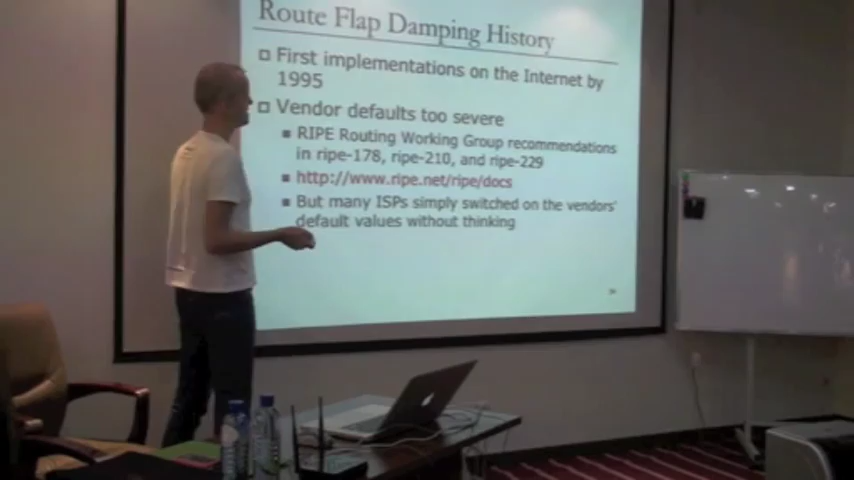 Route Flap Damping History
First implementations on the Internet by
1995
Vendor defaults too severe
RIPE Routing Working Group recommendations
in ripe-178, ripe-210, and ripe-229
http://www.ripe.net/ripe/docs
But many ISPs simply switched on the vendors'
default values without thinking